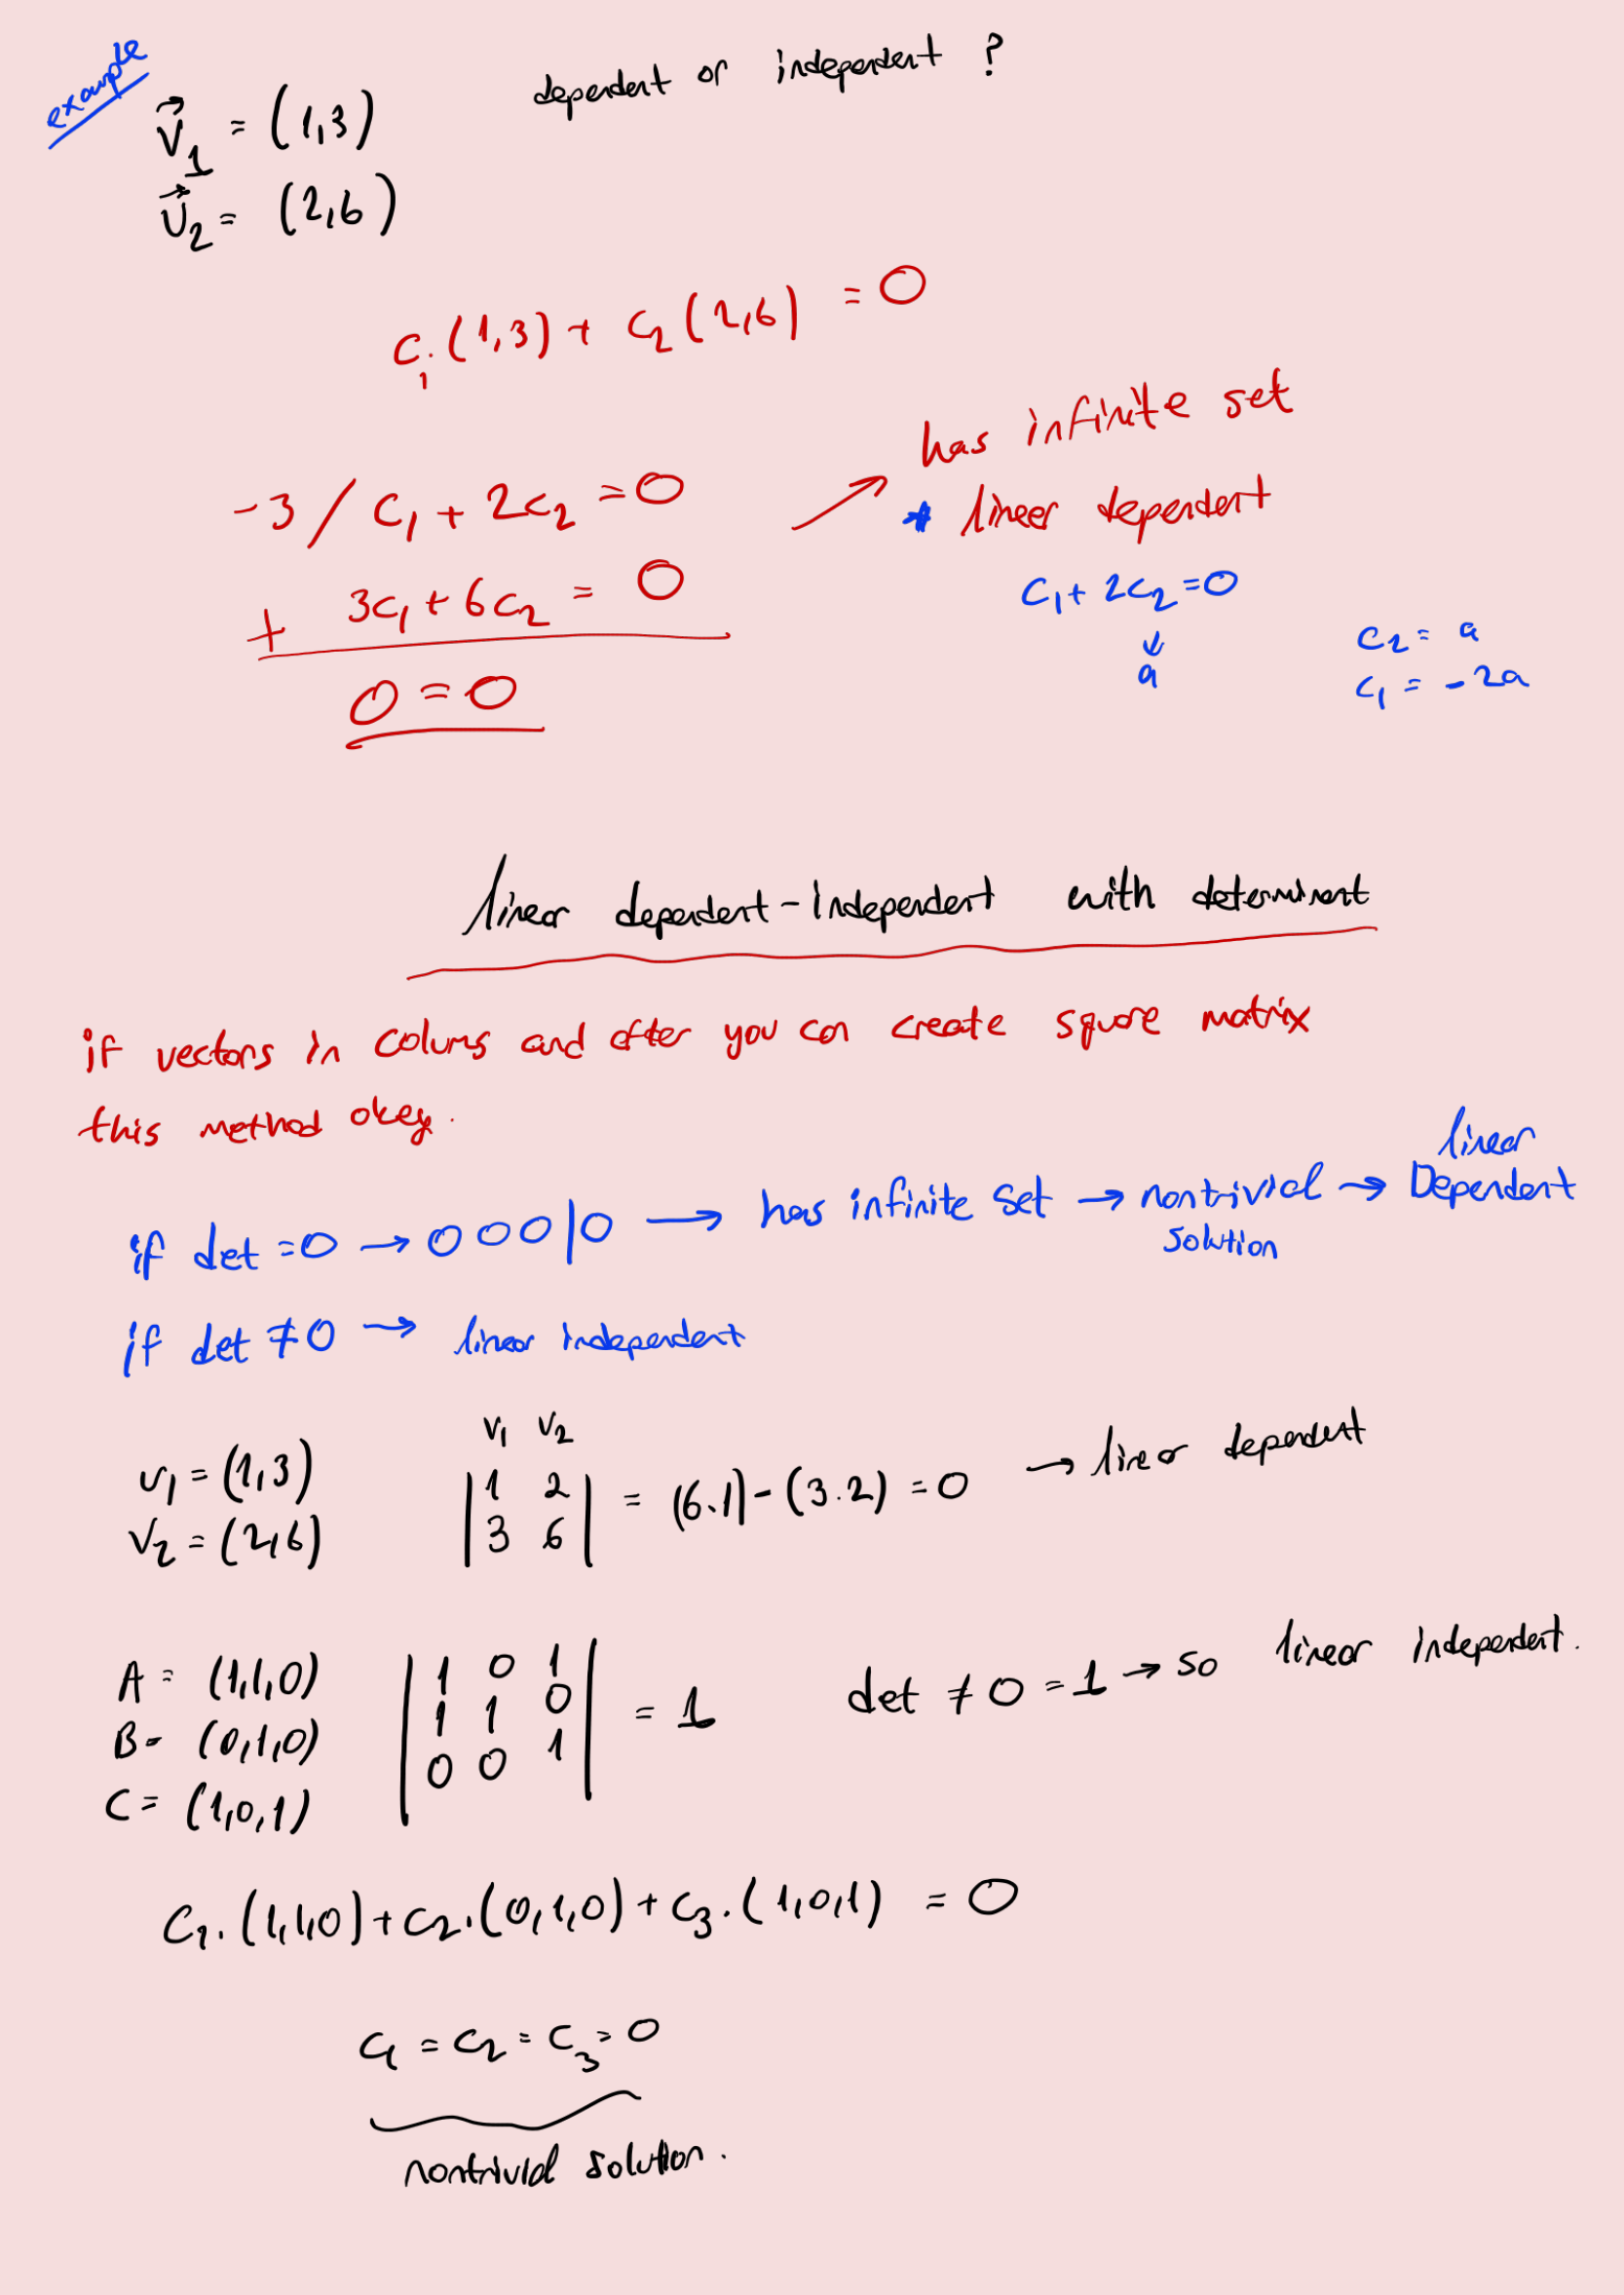 example
dependent or independent ?
V⃗₁ = (1,3)
V⃗₂ = (2,6)
C₁.(1,3) + C₂(2,6) = 0
-3 / C₁ + 2C₂ = 0
+ 3C₁ + 6C₂ = 0
0 = 0
has infinite set
* lineer dependent
C₁ + 2C₂ = 0
↓
a
C₂ = a
C₁ = -2a
linear dependent - independent with determinant
if vectors in colums and after you can create square matrix
this method okey.
if det = 0 → 0 0 0 | 0 → has infinite set → nontrivial solution → linear Dependent
if det ≠ 0 → linear independent
V₁ V₂
V₁ = (1,3) | 1 2 | = (6.1) - (3.2) = 0 → linear dependent
V₂ = (2,6) | 3 6 |
A = (1,1,0) | 1 0 1 |
B = (0,1,0) | 1 1 0 | = 1 det ≠ 0 = 1 → so linear independent.
C = (1,0,1) | 0 0 1 |
C₁.(1,1,0) + C₂.(0,1,0) + C₃.(1,0,1) = 0
C₁ = C₂ = C₃ = 0
nontrivial solution.